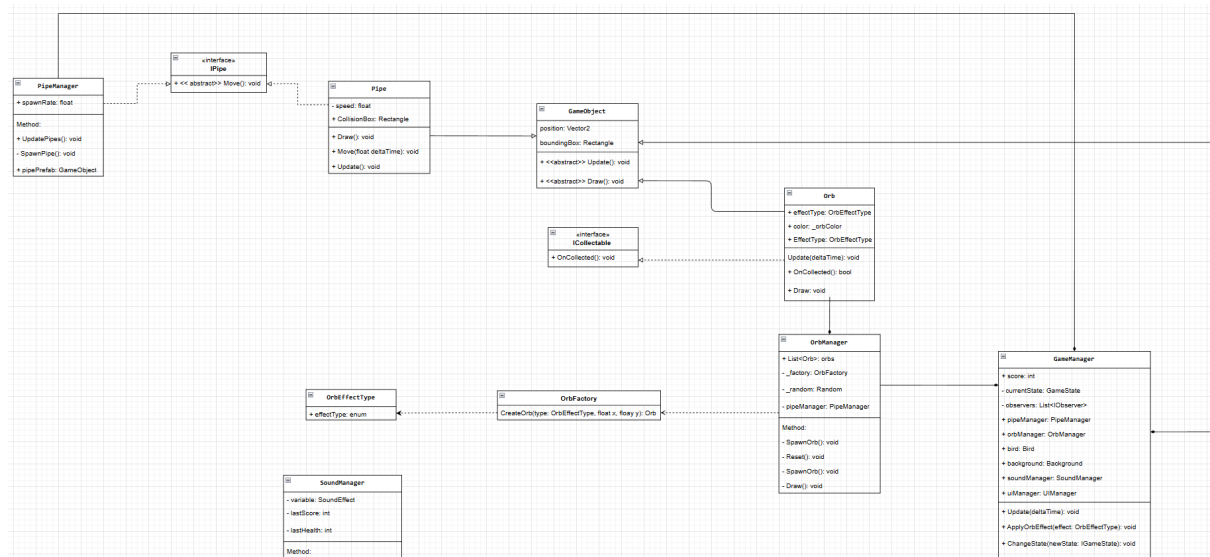 «interface»
IPipe
+ << abstract>> Move(): void
PipeManager
+ spawnRate: float
Method:
+ UpdatePipes(): void
- SpawnPipe(): void
+ pipePrefab: GameObject
Pipe
- speed: float
+ CollisionBox: Rectangle
+ Draw(): void
+ Move(float deltaTime): void
+ Update(): void
GameObject
position: Vector2
boundingBox: Rectangle
+ <<abstract>> Update(): void
+ <<abstract>> Draw(): void
Orb
+ effectType: OrbEffectType
+ color: _orbColor
+ EffectType: OrbEffectType
Update(deltaTime): void
+ OnCollected(): bool
+ Draw: void
«interface»
ICollectable
+ OnCollected(): void
OrbManager
+ List<Orb>: orbs
- _factory: OrbFactory
- _random: Random
- pipeManager: PipeManager
Method:
- SpawnOrb(): void
- Reset(): void
- SpawnOrb(): void
- Draw(): void
GameManager
+ score: int
- currentState: GameState
- observers: List<IObserver>
+ pipeManager: PipeManager
+ orbManager: OrbManager
+ bird: Bird
+ background: Background
+ soundManager: SoundManager
+ uiManager: UIManager
+ Update(deltaTime): void
+ ApplyOrbEffect(effect: OrbEffectType): void
+ ChangeState(newState: IGameState): void
OrbEffectType
+ effectType: enum
OrbFactory
CreateOrb(type: OrbEffectType, float x, floay y): Orb
SoundManager
- variable: SoundEffect
- lastScore: int
- lastHealth: int
Method: